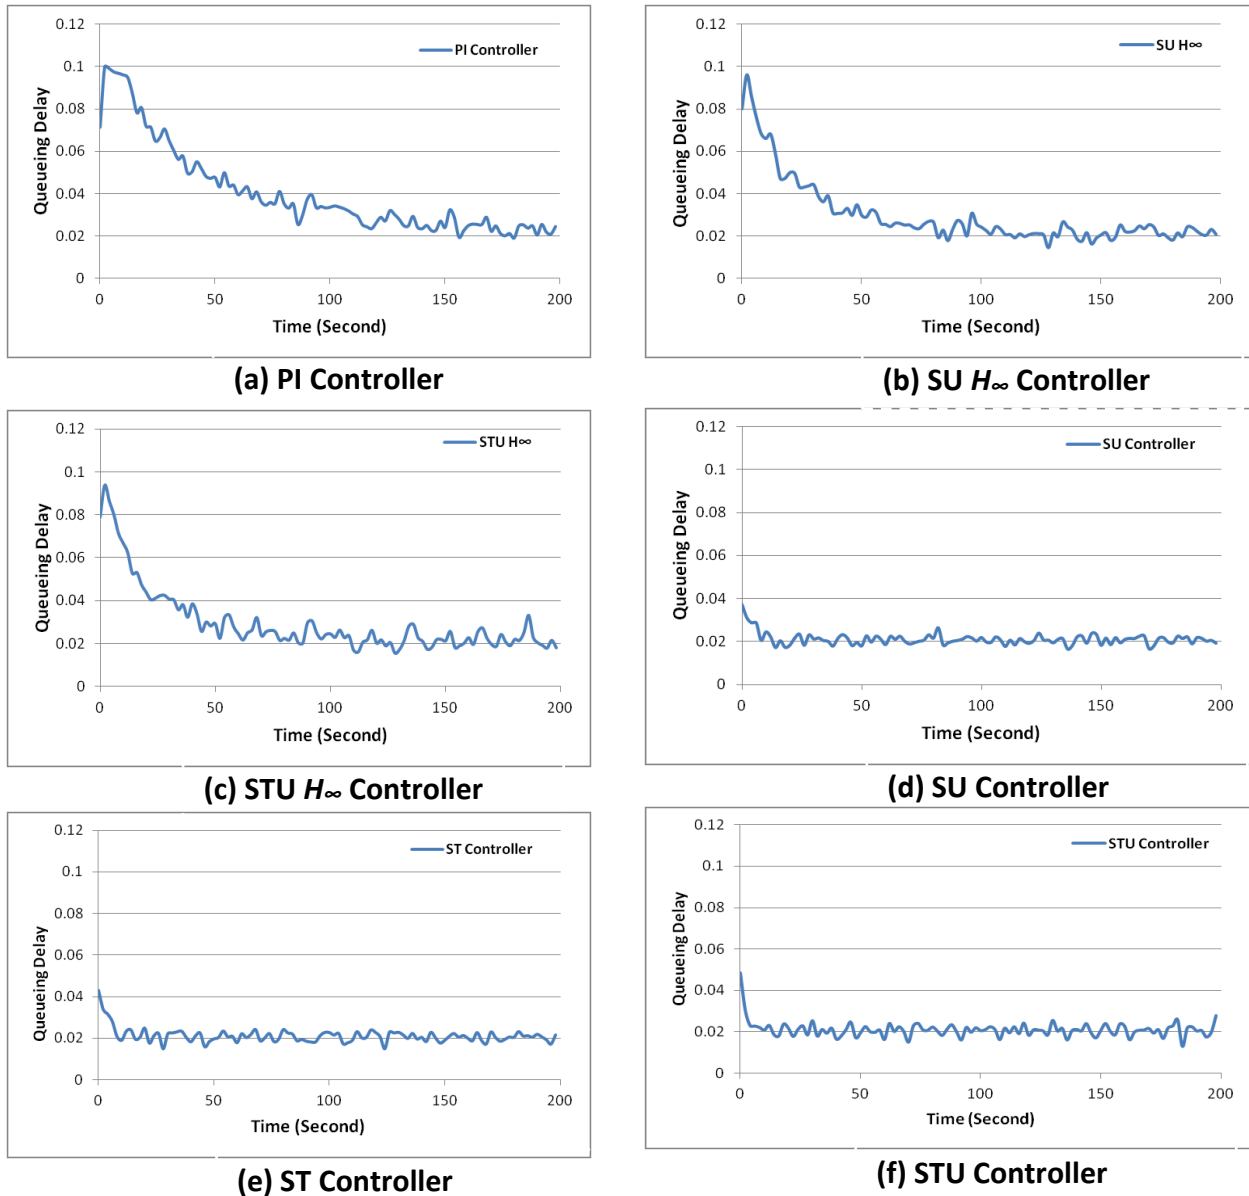 0.12
0.1
0.08
0.06
0.04
0.02
0
Queueing Delay
PI Controller
0 50 100 150 200
Time (Second)
(a) PI Controller
0.12
0.1
0.08
0.06
0.04
0.02
0
Queueing Delay
SU H∞
0 50 100 150 200
Time (Second)
(b) SU H∞ Controller
0.12
0.1
0.08
0.06
0.04
0.02
0
Queueing Delay
STU H∞
0 50 100 150 200
Time (Second)
(c) STU H∞ Controller
0.12
0.1
0.08
0.06
0.04
0.02
0
Queueing Delay
SU Controller
0 50 100 150 200
Time (Second)
(d) SU Controller
0.12
0.1
0.08
0.06
0.04
0.02
0
Queueing Delay
ST Controller
0 50 100 150 200
Time (Second)
(e) ST Controller
0.12
0.1
0.08
0.06
0.04
0.02
0
Queueing Delay
STU Controller
0 50 100 150 200
Time (Second)
(f) STU Controller